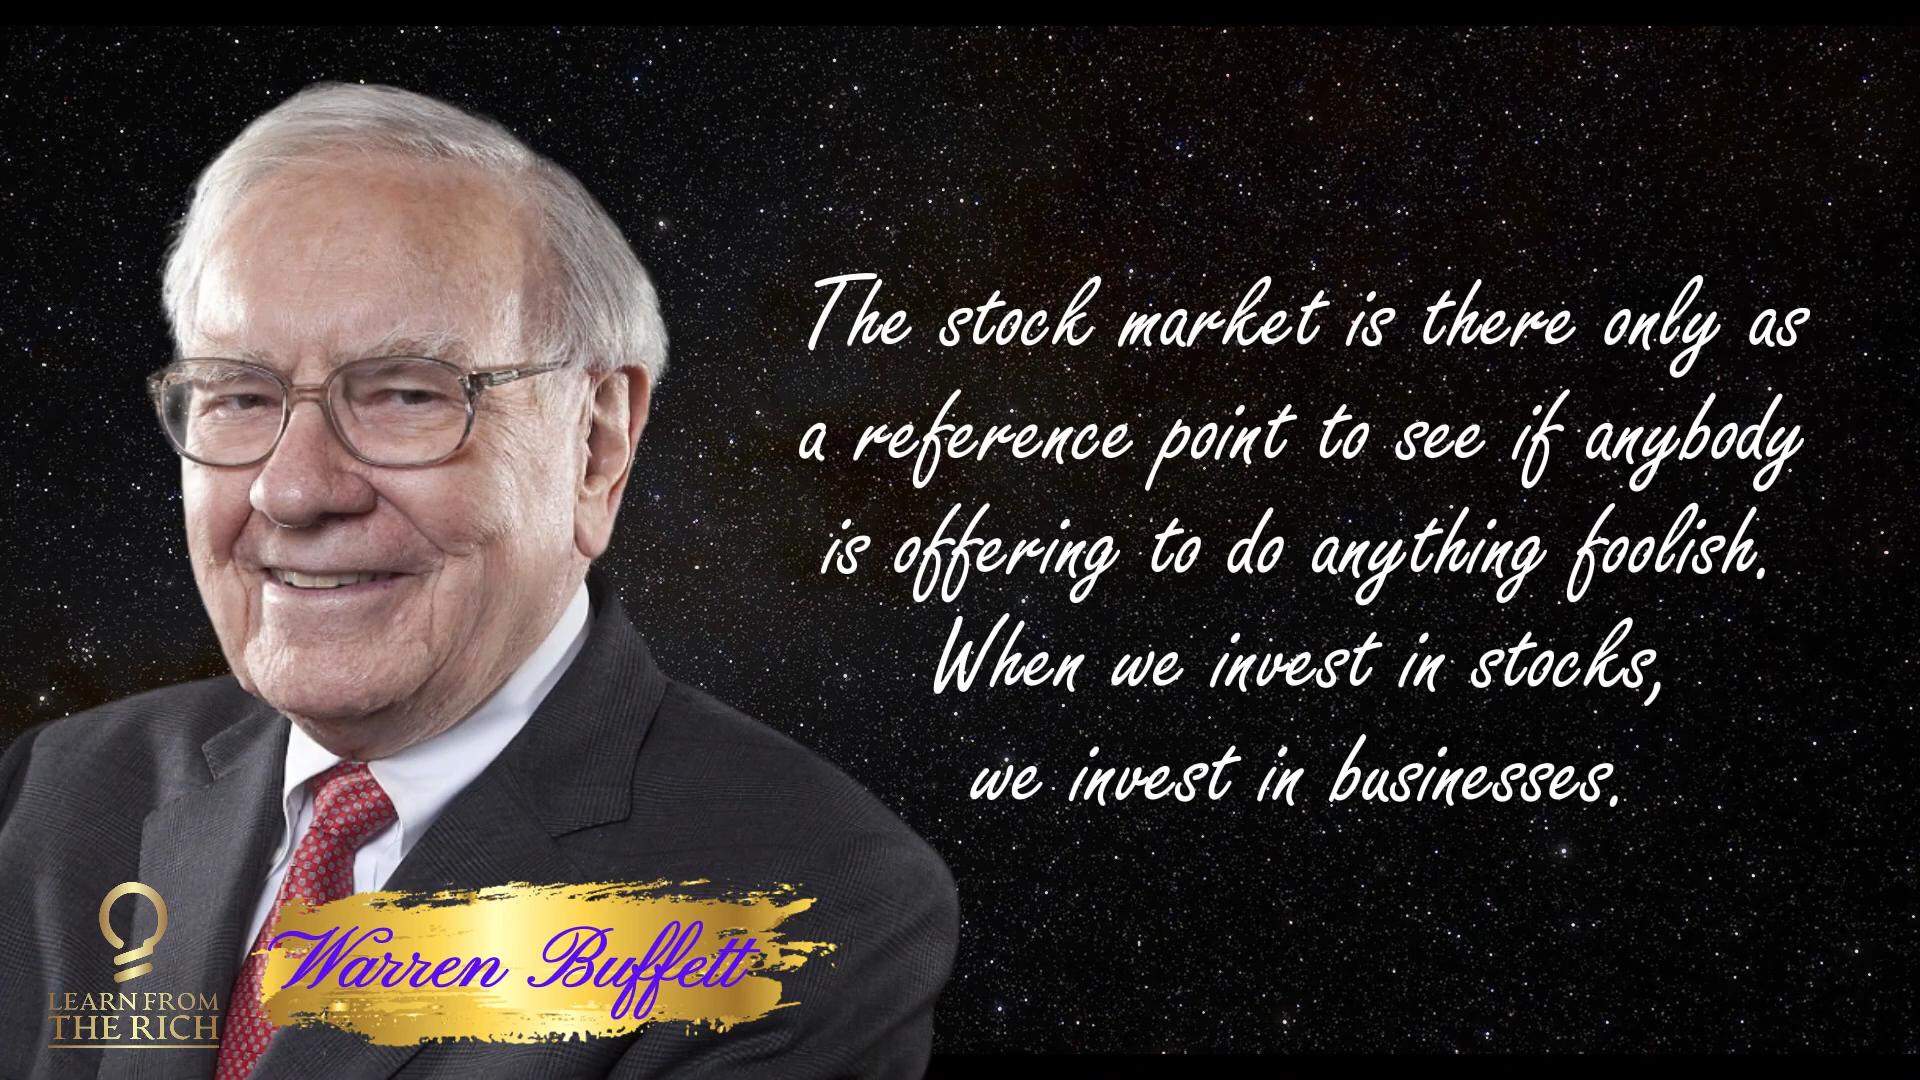 The stock market is there only as
a reference point to see if anybody
is offering to do anything foolish.
When we invest in stocks,
we invest in businesses.
Warren Buffett
LEARN FROM
THE RICH